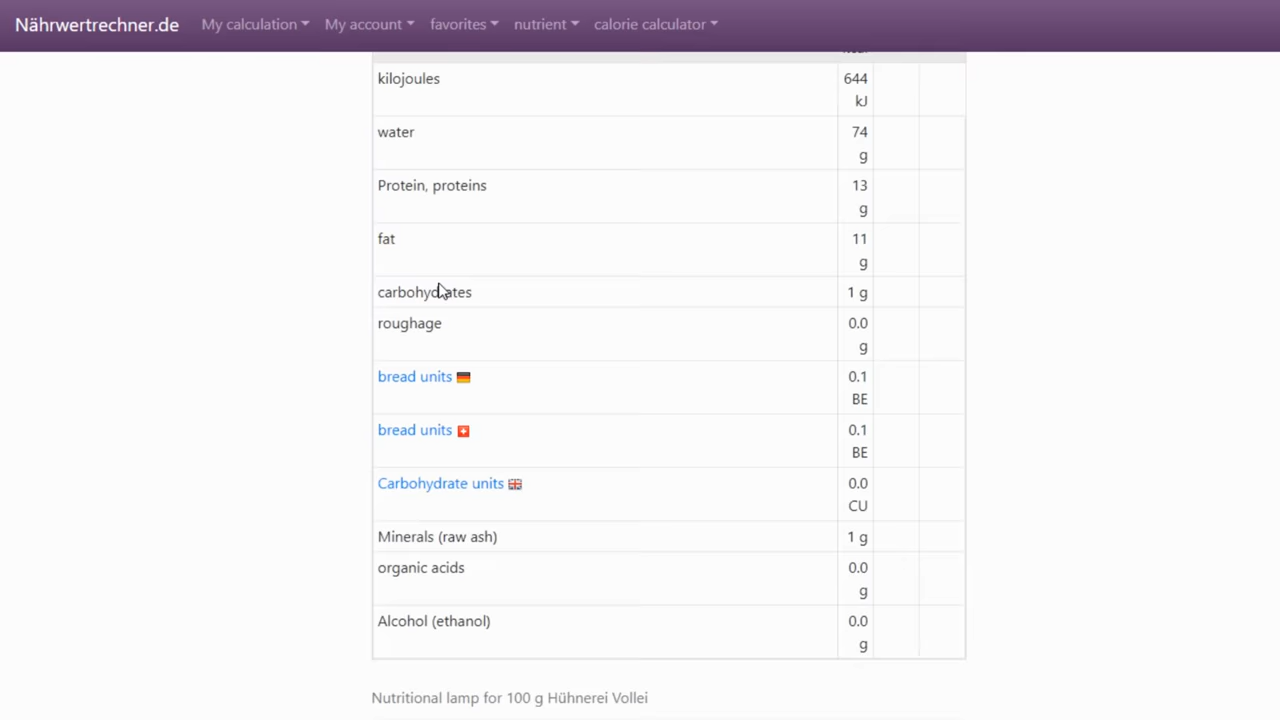 Nährwertrechner.de My calculation My account favorites nutrient calorie calculator
kilojoules 644
kJ
water 74
g
Protein, proteins 13
g
fat 11
g
carbohydrates 1 g
roughage 0.0
g
bread units 0.1
BE
bread units 0.1
BE
Carbohydrate units 0.0
CU
Minerals (raw ash) 1 g
organic acids 0.0
g
Alcohol (ethanol) 0.0
g
Nutritional lamp for 100 g Hühnerei Vollei